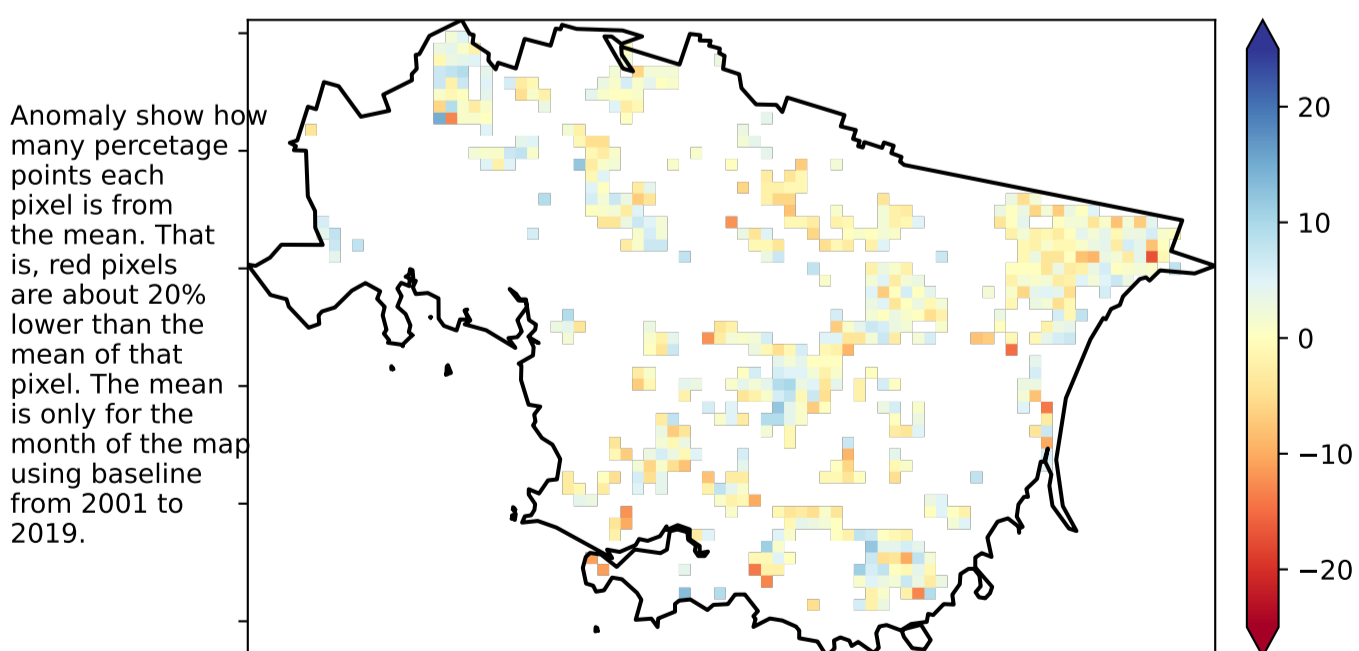 Anomaly show how
many percetage
points each
pixel is from
the mean. That
is, red pixels
are about 20%
lower than the
mean of that
pixel. The mean
is only for the
month of the map
using baseline
from 2001 to
2019.
20
10
0
−10
−20